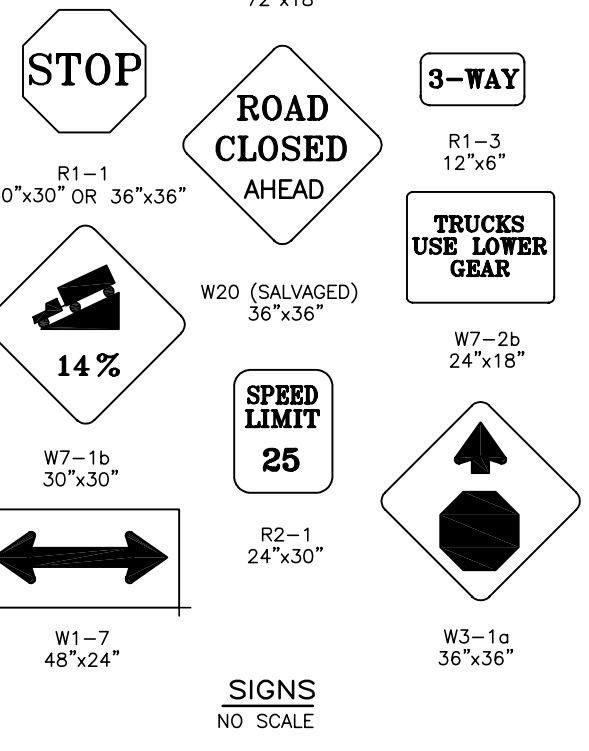 72"x18"
STOP
R1-1
0"x30" OR 36"x36"
ROAD
CLOSED
AHEAD
W20 (SALVAGED)
36"x36"
3-WAY
R1-3
12"x6"
TRUCKS
USE LOWER
GEAR
W7-2b
24"x18"
14%
W7-1b
30"x30"
SPEED
LIMIT
25
R2-1
24"x30"
W1-7
48"x24"
W3-1a
36"x36"
SIGNS
NO SCALE